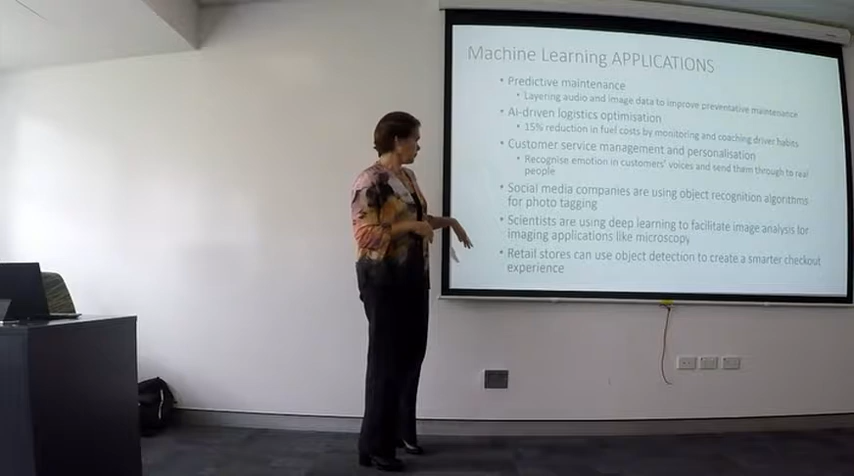 Machine Learning APPLICATIONS
• Predictive maintenance
• Layering audio and image data to improve preventative maintenance
• AI-driven logistics optimisation
• 15% reduction in fuel costs by monitoring and coaching driver habits
• Customer service management and personalisation
• Recognise emotion in customers' voices and send them through to real
people
• Social media companies are using object recognition algorithms
for photo tagging
• Scientists are using deep learning to facilitate image analysis for
imaging applications like microscopy
• Retail stores can use object detection to create a smarter checkout
experience